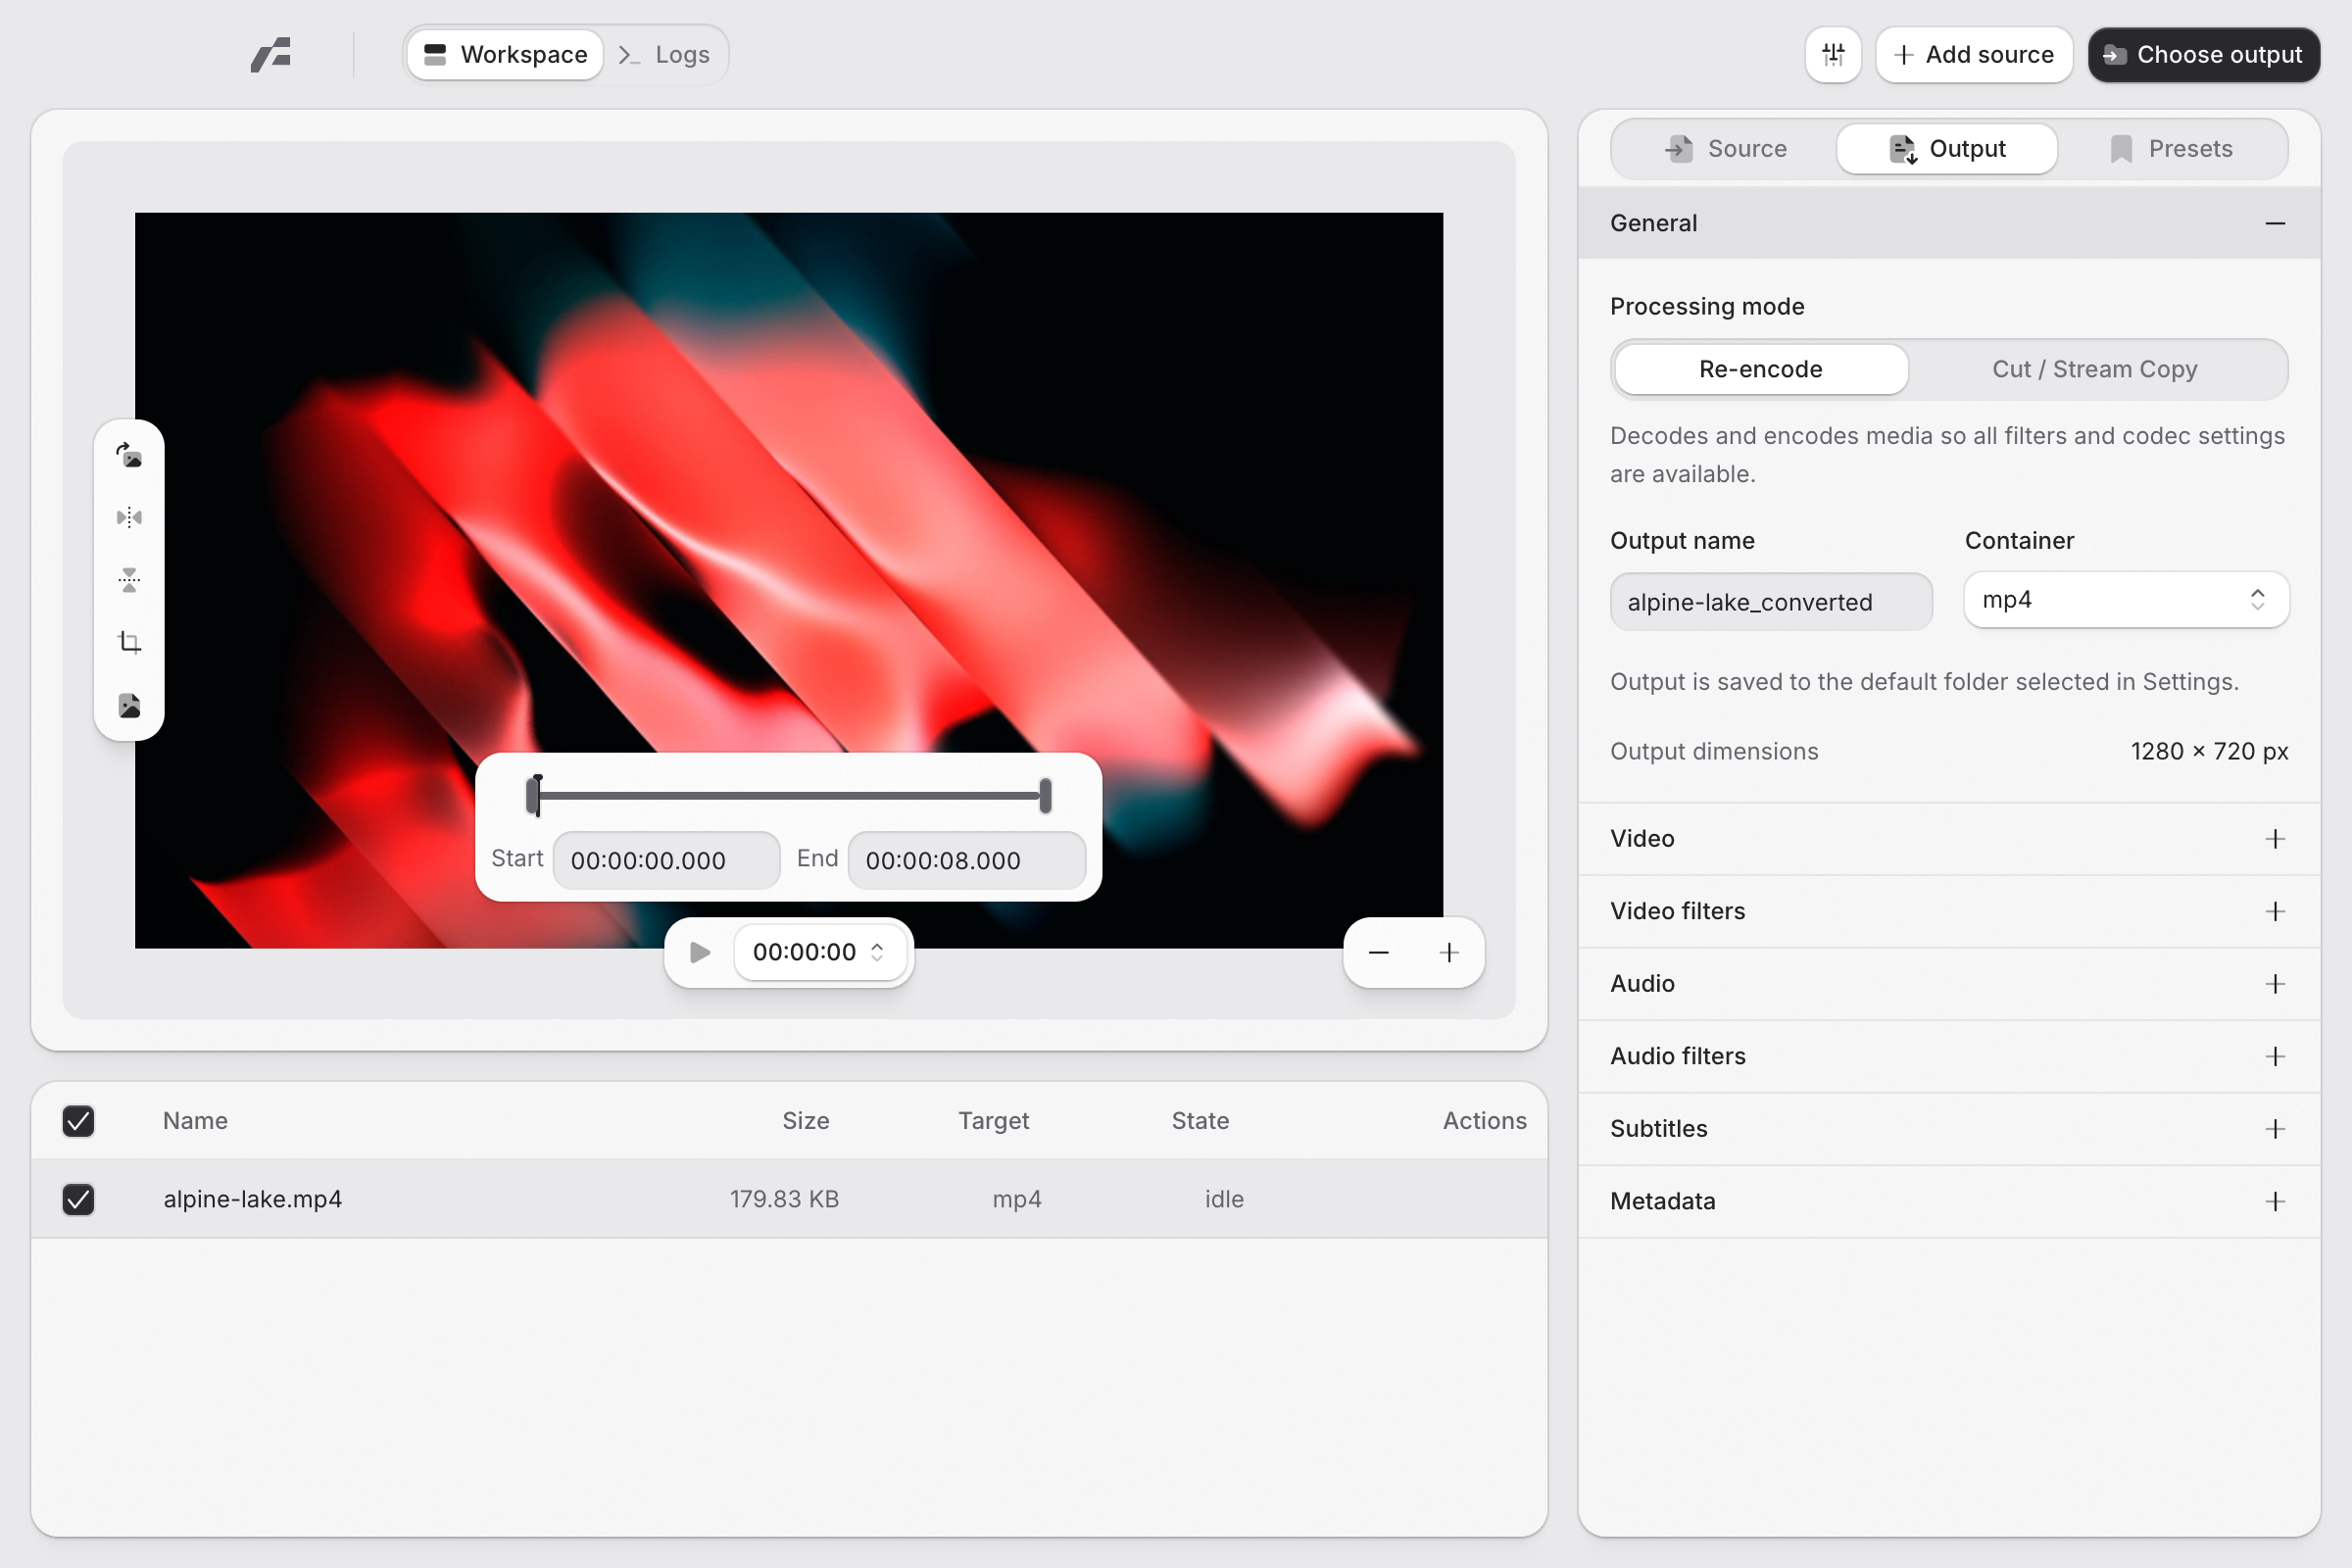 Workspace
Logs
Add source
Choose output
Source
Output
Presets
General
Processing mode
Re-encode
Cut / Stream Copy
Decodes and encodes media so all filters and codec settings
are available.
Output name
Container
alpine-lake_converted
mp4
Output is saved to the default folder selected in Settings.
Output dimensions
1280 × 720 px
Video
Video filters
Audio
Audio filters
Subtitles
Metadata
Start
00:00:00.000
End
00:00:08.000
00:00:00
Name
Size
Target
State
Actions
alpine-lake.mp4
179.83 KB
mp4
idle